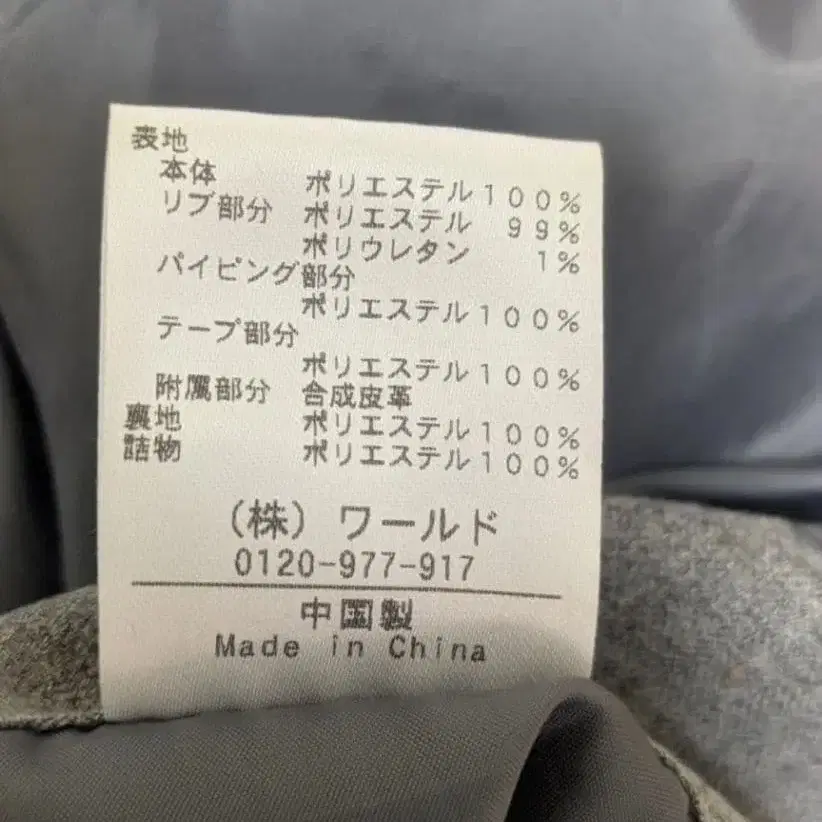 表地
本体 ポリエステル100%
リブ部分 ポリエステル 99%
ポリウレタン 1%
パイピング部分
ポリエステル100%
テープ部分
ポリエステル100%
附属部分 合成皮革
裏地 ポリエステル100%
詰物 ポリエステル100%
(株)ワールド
0120-977-917
中国製
Made in China